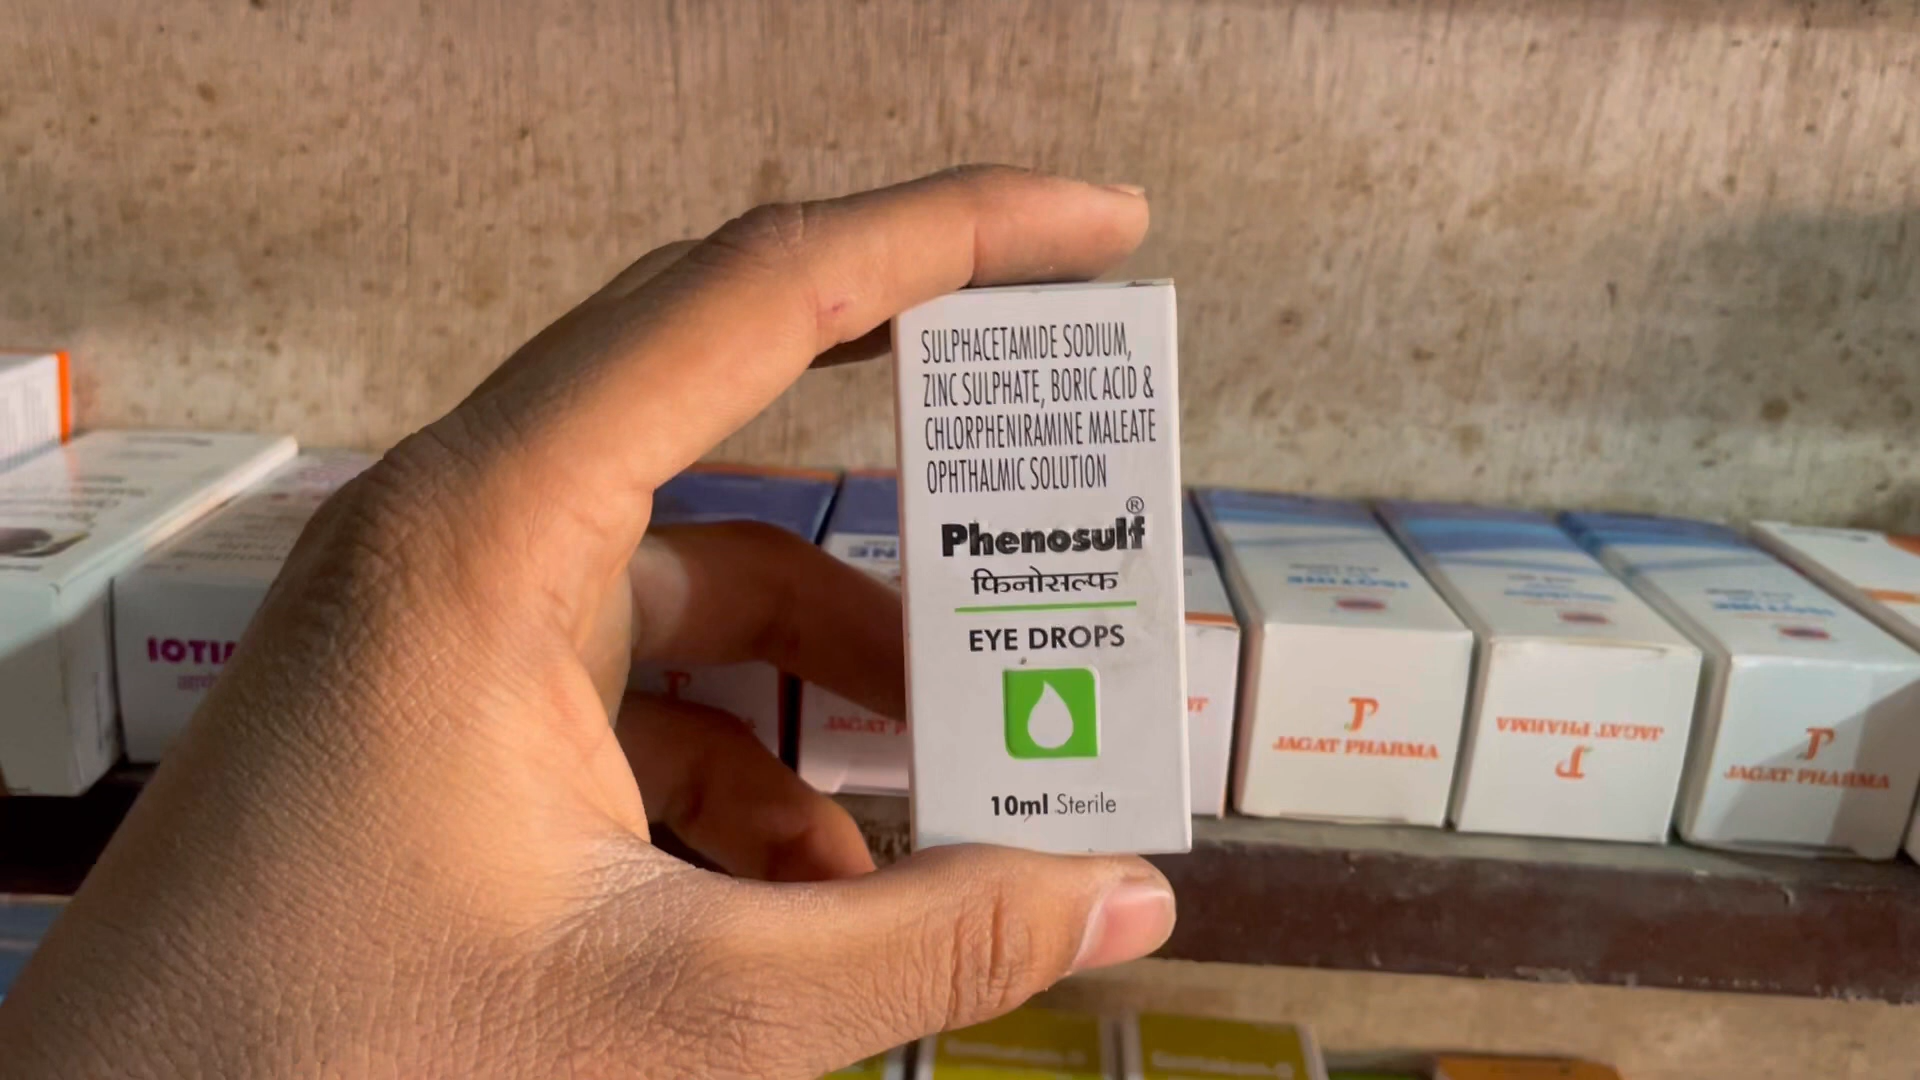 SULPHACETAMIDE SODIUM,
ZINC SULPHATE, BORIC ACID &
CHLORPHENIRAMINE MALEATE
OPHTHALMIC SOLUTION
Phenosulf®
फिनोसल्फ
EYE DROPS
10ml Sterile
JAGAT PHARMA
JAGAT PHARMA
JAGAT PHARMA
JAGAT